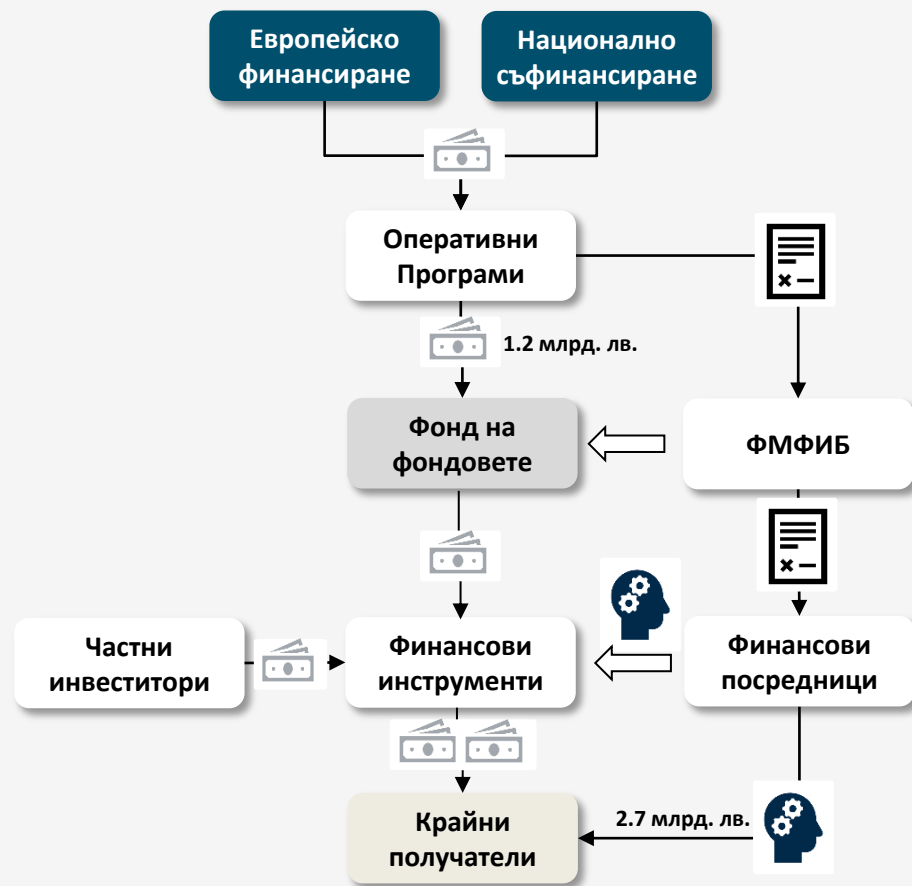 Европейско
финансиране
Национално
съфинансиране
Оперативни
Програми
1.2 млрд. лв.
Фонд на
фондовете
ФМФИБ
Частни
инвеститори
Финансови
инструменти
Финансови
посредници
Крайни
получатели
2.7 млрд. лв.